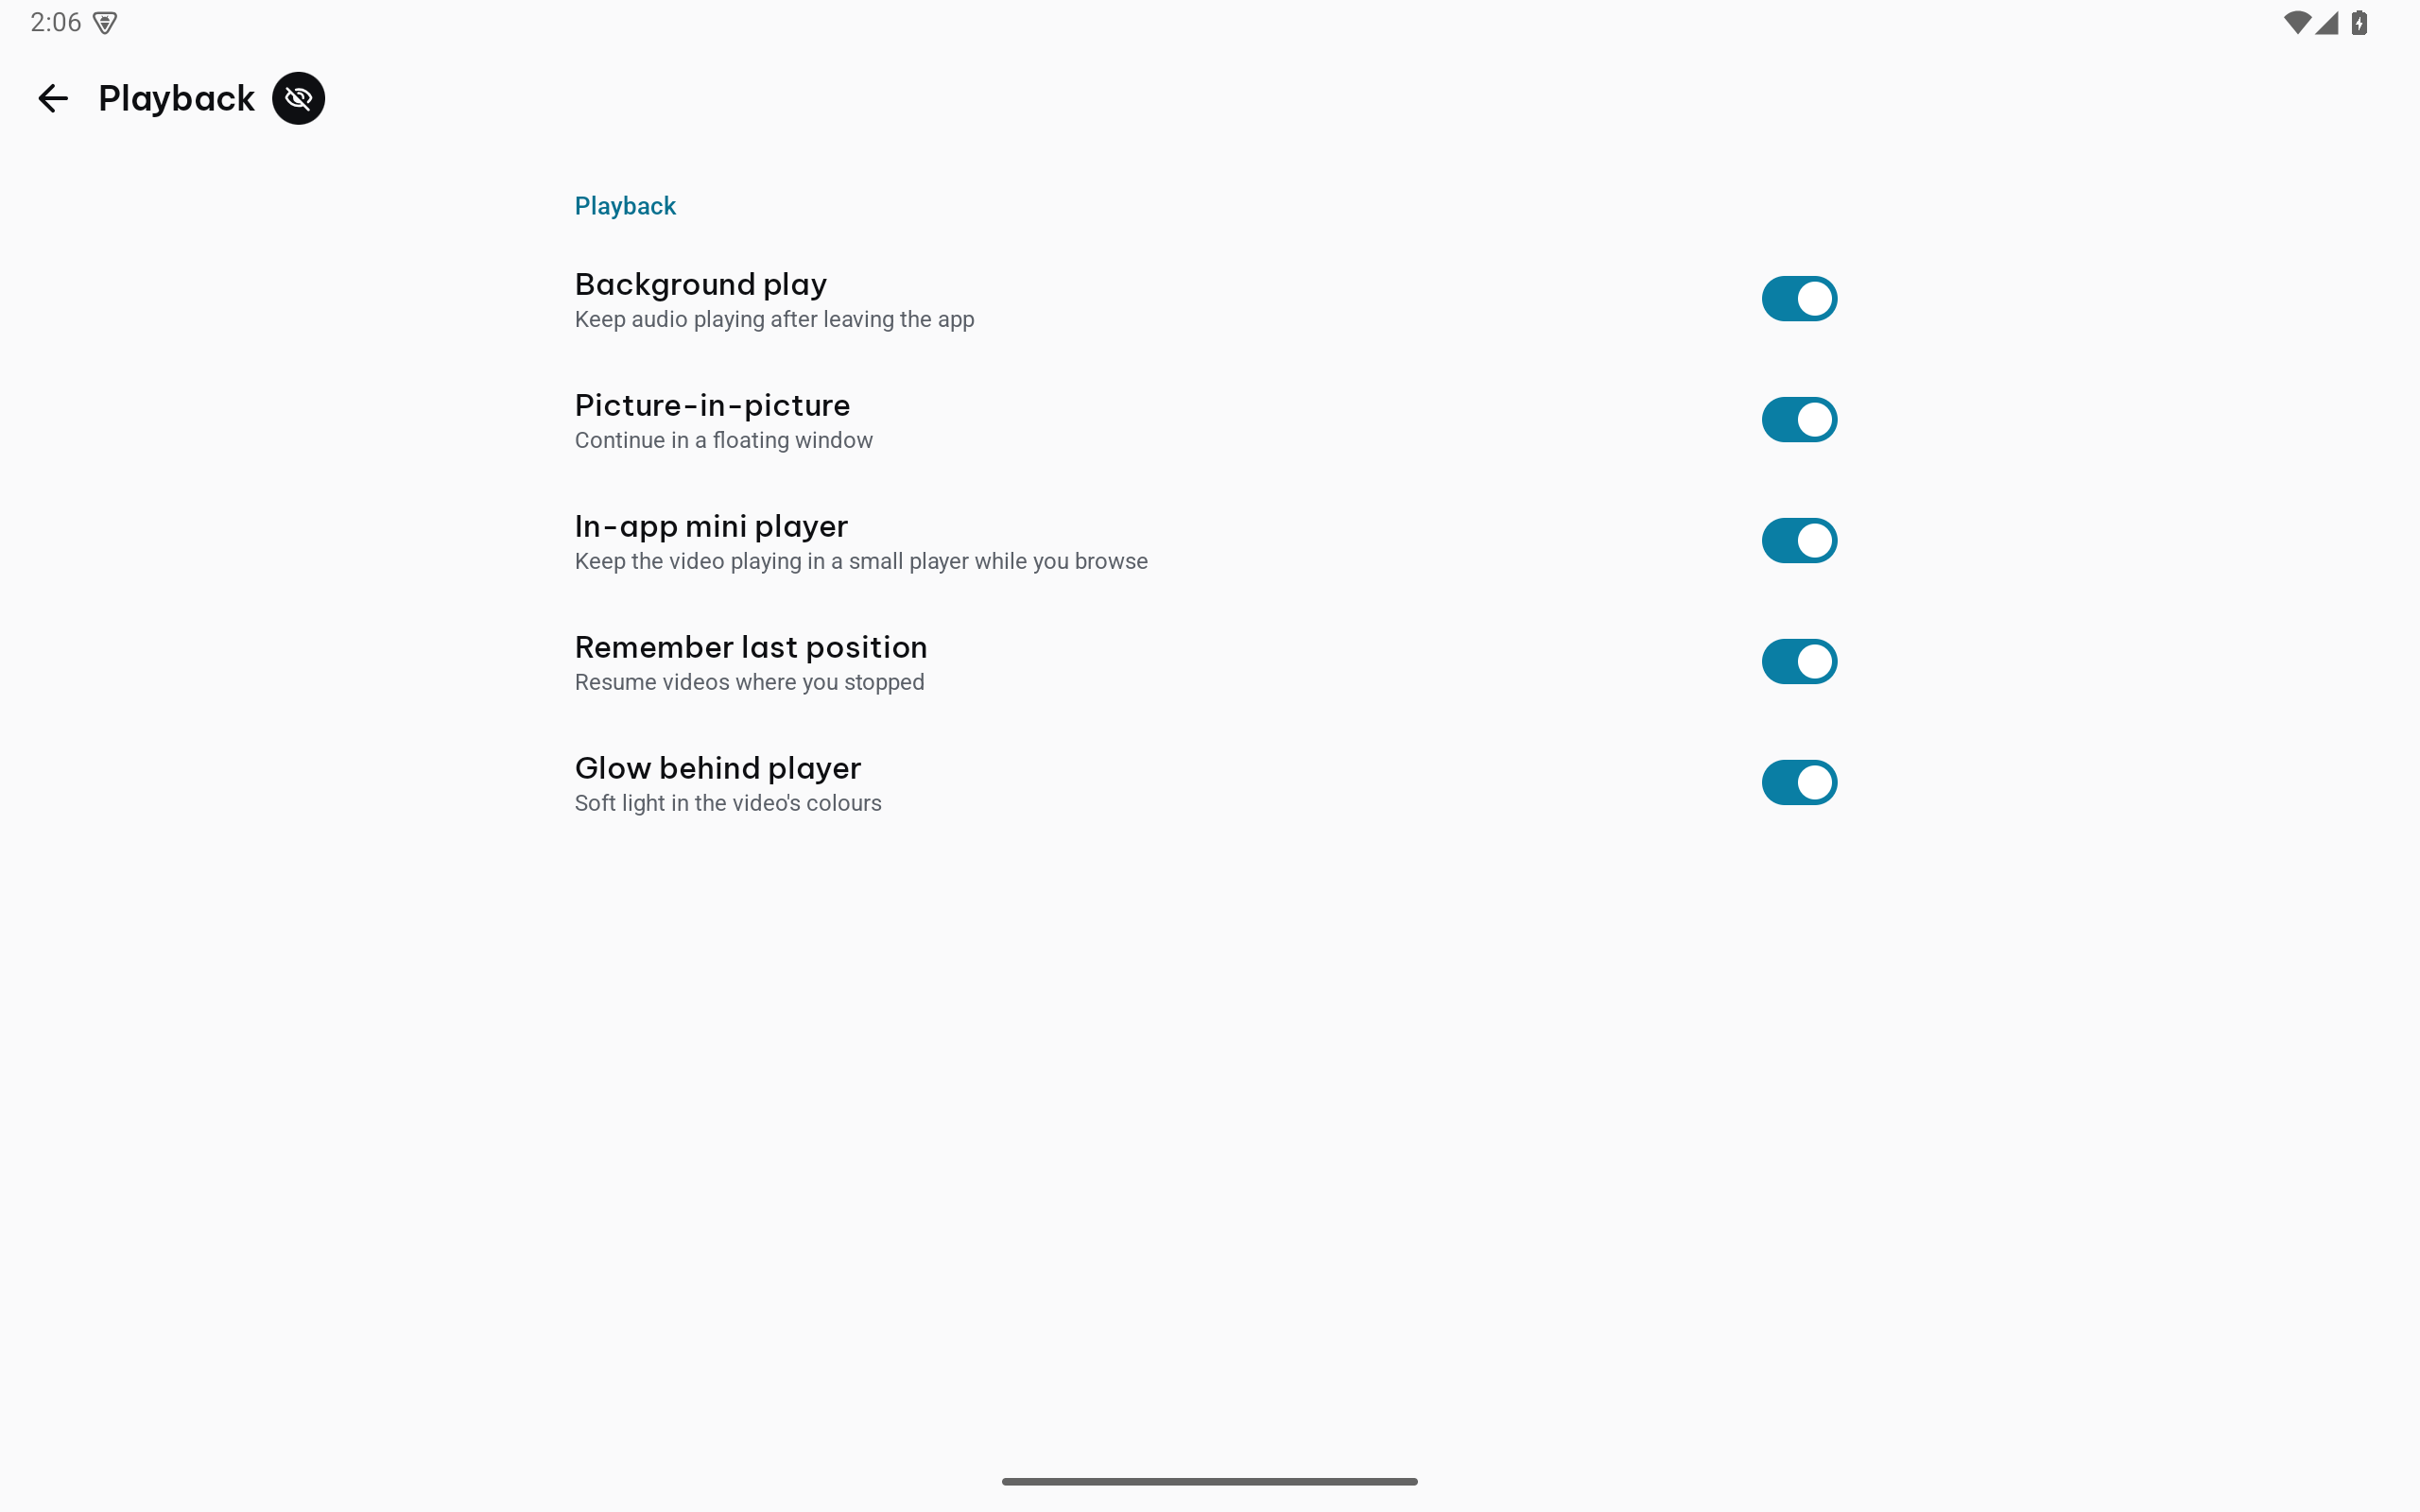 2:06
Playback
Playback
Background play
Keep audio playing after leaving the app
Picture-in-picture
Continue in a floating window
In-app mini player
Keep the video playing in a small player while you browse
Remember last position
Resume videos where you stopped
Glow behind player
Soft light in the video's colours